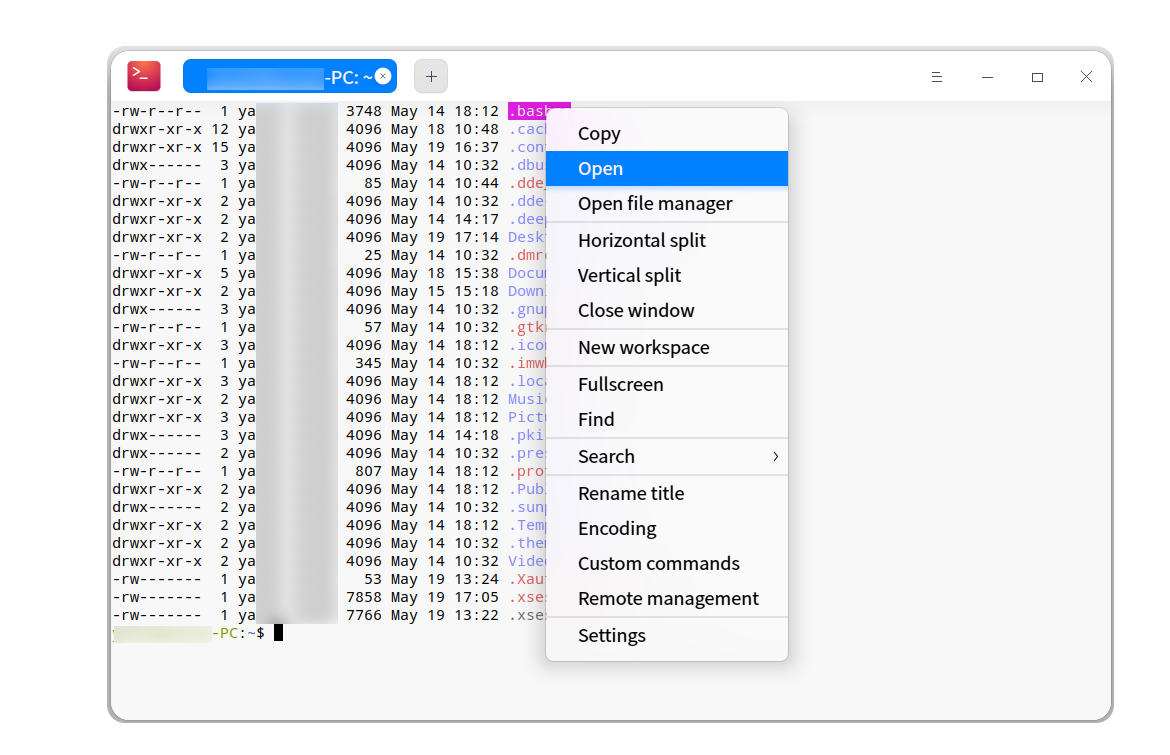 -PC: ~
-rw-r--r--  1 ya 3748 May 14 18:12 .bas
drwxr-xr-x 12 ya 4096 May 18 10:48 .cac
drwxr-xr-x 15 ya 4096 May 19 16:37 .con
drwx------  3 ya 4096 May 14 10:32 .dbu
-rw-r--r--  1 ya 85 May 14 10:44 .dde
drwxr-xr-x  2 ya 4096 May 14 10:32 .dde
drwxr-xr-x  2 ya 4096 May 14 14:17 .dee
drwxr-xr-x  2 ya 4096 May 19 17:14 Desk
-rw-r--r--  1 ya 25 May 14 10:32 .dmr
drwxr-xr-x  5 ya 4096 May 18 15:38 Docu
drwxr-xr-x  2 ya 4096 May 15 15:18 Down
drwx------  3 ya 4096 May 14 10:32 .gnu
-rw-r--r--  1 ya 57 May 14 10:32 .gtk
drwxr-xr-x  3 ya 4096 May 14 18:12 .ico
-rw-r--r--  1 ya 345 May 14 10:32 .imw
drwxr-xr-x  3 ya 4096 May 14 18:12 .loc
drwxr-xr-x  2 ya 4096 May 14 18:12 Musi
drwxr-xr-x  3 ya 4096 May 14 18:12 Pict
drwx------  3 ya 4096 May 14 14:18 .pki
drwx------  2 ya 4096 May 14 10:32 .pre
-rw-r--r--  1 ya 807 May 14 18:12 .pro
drwxr-xr-x  2 ya 4096 May 14 18:12 .Pub
drwx------  2 ya 4096 May 14 10:32 .sun
drwxr-xr-x  2 ya 4096 May 14 18:12 .Tem
drwxr-xr-x  2 ya 4096 May 14 10:32 .the
drwxr-xr-x  2 ya 4096 May 14 10:32 Vide
-rw-------  1 ya 53 May 19 13:24 .Xau
-rw-------  1 ya 7858 May 19 17:05 .xse
-rw-------  1 ya 7766 May 19 13:22 .xse
-PC:~$
Copy
Open
Open file manager
Horizontal split
Vertical split
Close window
New workspace
Fullscreen
Find
Search
Rename title
Encoding
Custom commands
Remote management
Settings